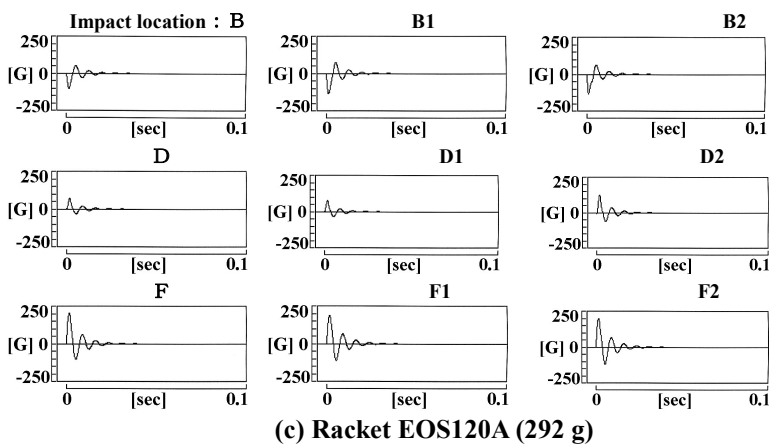 Impact location : B B1 B2
250 250 250
[G] 0 [G] 0 [G] 0
-250 -250 -250
0 [sec] 0.1 0 [sec] 0.1 0 [sec] 0.1
D D1 D2
250 250 250
[G] 0 [G] 0 [G] 0
-250 -250 -250
0 [sec] 0.1 0 [sec] 0.1 0 [sec] 0.1
F F1 F2
250 250 250
[G] 0 [G] 0 [G] 0
-250 -250 -250
0 [sec] 0.1 0 [sec] 0.1 0 [sec] 0.1
(c) Racket EOS120A (292 g)